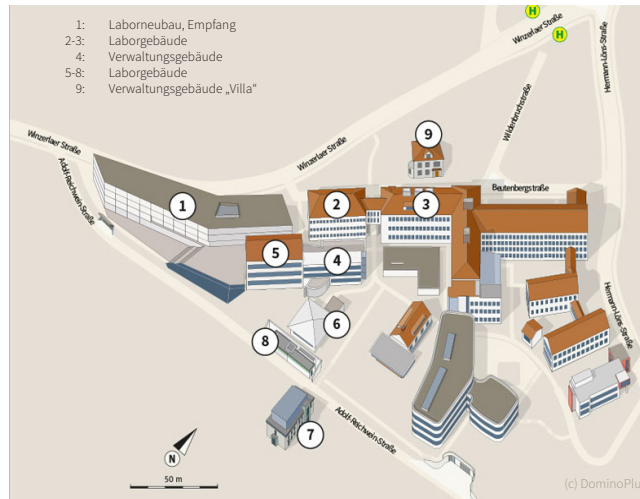 1: Laborneubau, Empfang
2-3: Laborgebäude
4: Verwaltungsgebäude
5-8: Laborgebäude
9: Verwaltungsgebäude „Villa“
H
H
Winzerlaer Straße
Hermann-Löns-Straße
Wildenbruchstraße
Winzerlaer Straße
Winzerlaer Straße
9
Adolf-Reichwein-Straße
Beutenbergstraße
1
2
3
5
4
6
8
Hermann-Löns-Straße
7
Adolf-Reichwein-Straße
N
50 m
(c) DominoPlu